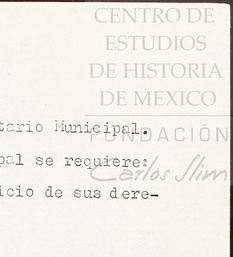 CENTRO DE
ESTUDIOS
DE HISTORIA
DE MEXICO
tario Municipal.
FUNDACIÓN
pal se requiere:
Carlos Slim
icio de sus dere-